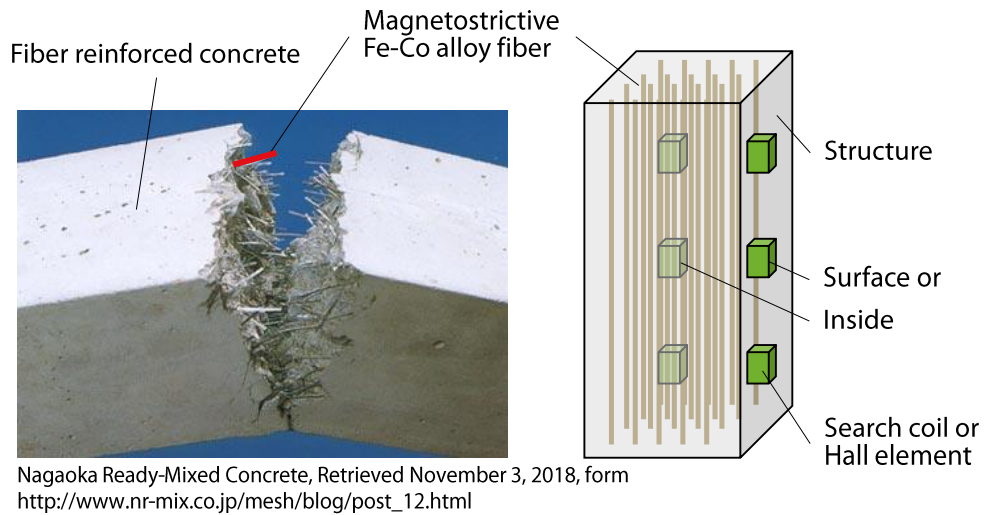 Magnetostrictive
Fe-Co alloy fiber
Fiber reinforced concrete
Structure
Surface or
Inside
Search coil or
Hall element
Nagaoka Ready-Mixed Concrete, Retrieved November 3, 2018, form
http://www.nr-mix.co.jp/mesh/blog/post_12.html